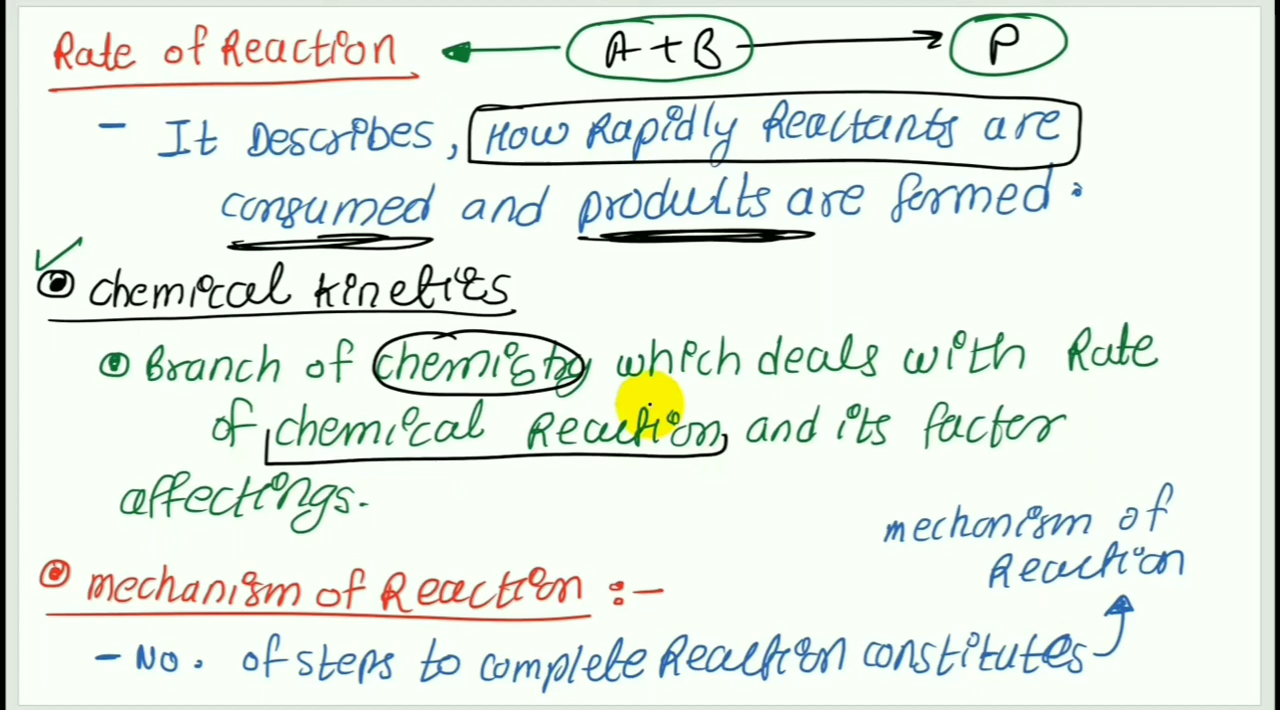 Rate of Reaction
A + B
P
- It Describes, How Rapidly Reactants are
consumed and products are formed.
chemical kinetics
Branch of chemistry which deals with Rate
of chemical Reaction, and its factor
affectings.
mechanism of
Reaction
mechanism of Reaction :-
- No. of steps to complete Reaction constitutes